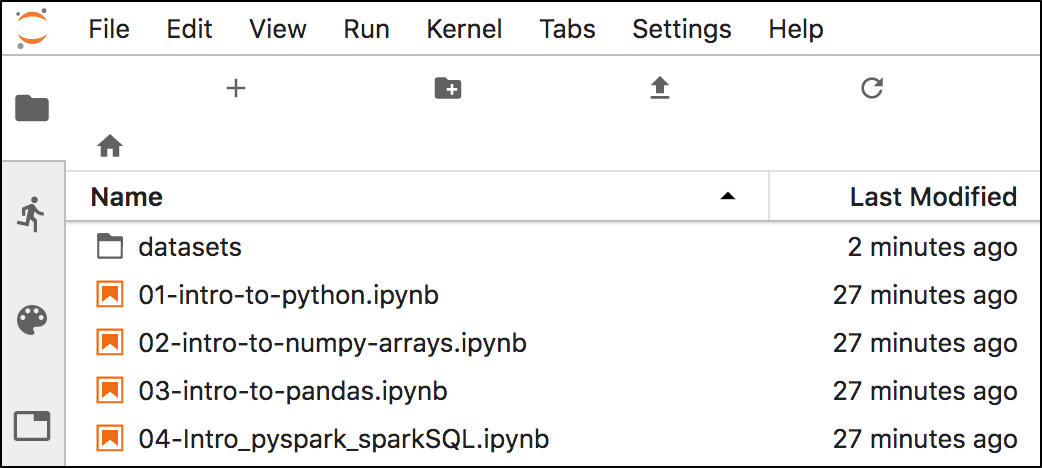 File Edit View Run Kernel Tabs Settings Help
Name Last Modified
datasets 2 minutes ago
01-intro-to-python.ipynb 27 minutes ago
02-intro-to-numpy-arrays.ipynb 27 minutes ago
03-intro-to-pandas.ipynb 27 minutes ago
04-Intro_pyspark_sparkSQL.ipynb 27 minutes ago